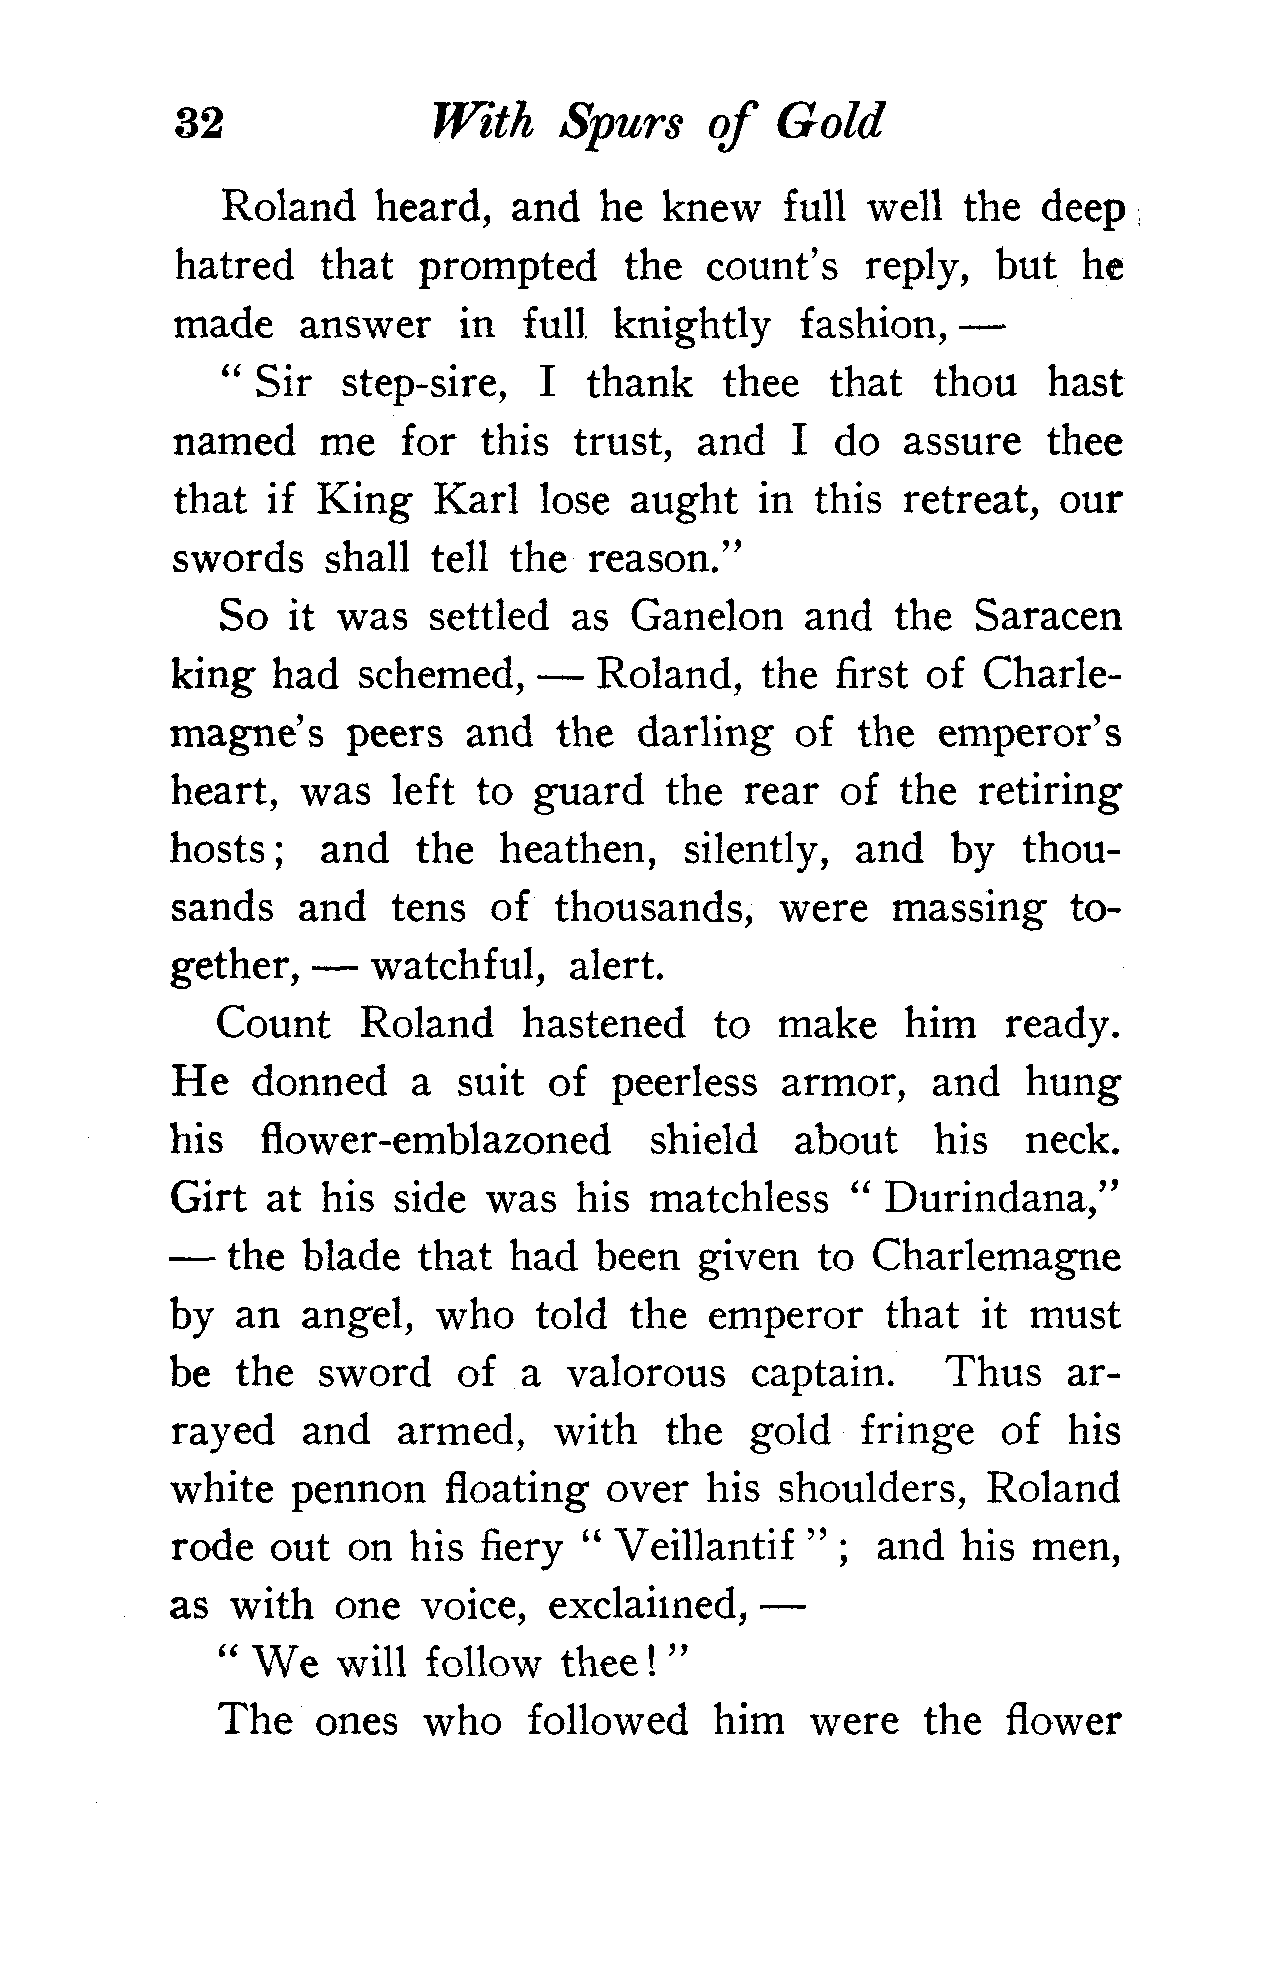 32 With Spurs of Gold
Roland heard, and he knew full well the deep
hatred that prompted the count's reply, but he
made answer in full knightly fashion, —
" Sir step-sire, I thank thee that thou hast
named me for this trust, and I do assure thee
that if King Karl lose aught in this retreat, our
swords shall tell the reason."
So it was settled as Ganelon and the Saracen
king had schemed, — Roland, the first of Charle-
magne's peers and the darling of the emperor's
heart, was left to guard the rear of the retiring
hosts ; and the heathen, silently, and by thou-
sands and tens of thousands, were massing to-
gether, — watchful, alert.
Count Roland hastened to make him ready.
He donned a suit of peerless armor, and hung
his flower-emblazoned shield about his neck.
Girt at his side was his matchless " Durindana,"
— the blade that had been given to Charlemagne
by an angel, who told the emperor that it must
be the sword of a valorous captain. Thus ar-
rayed and armed, with the gold fringe of his
white pennon floating over his shoulders, Roland
rode out on his fiery " Veillantif " ; and his men,
as with one voice, exclaimed, —
" We will follow thee ! "
The ones who followed him were the flower